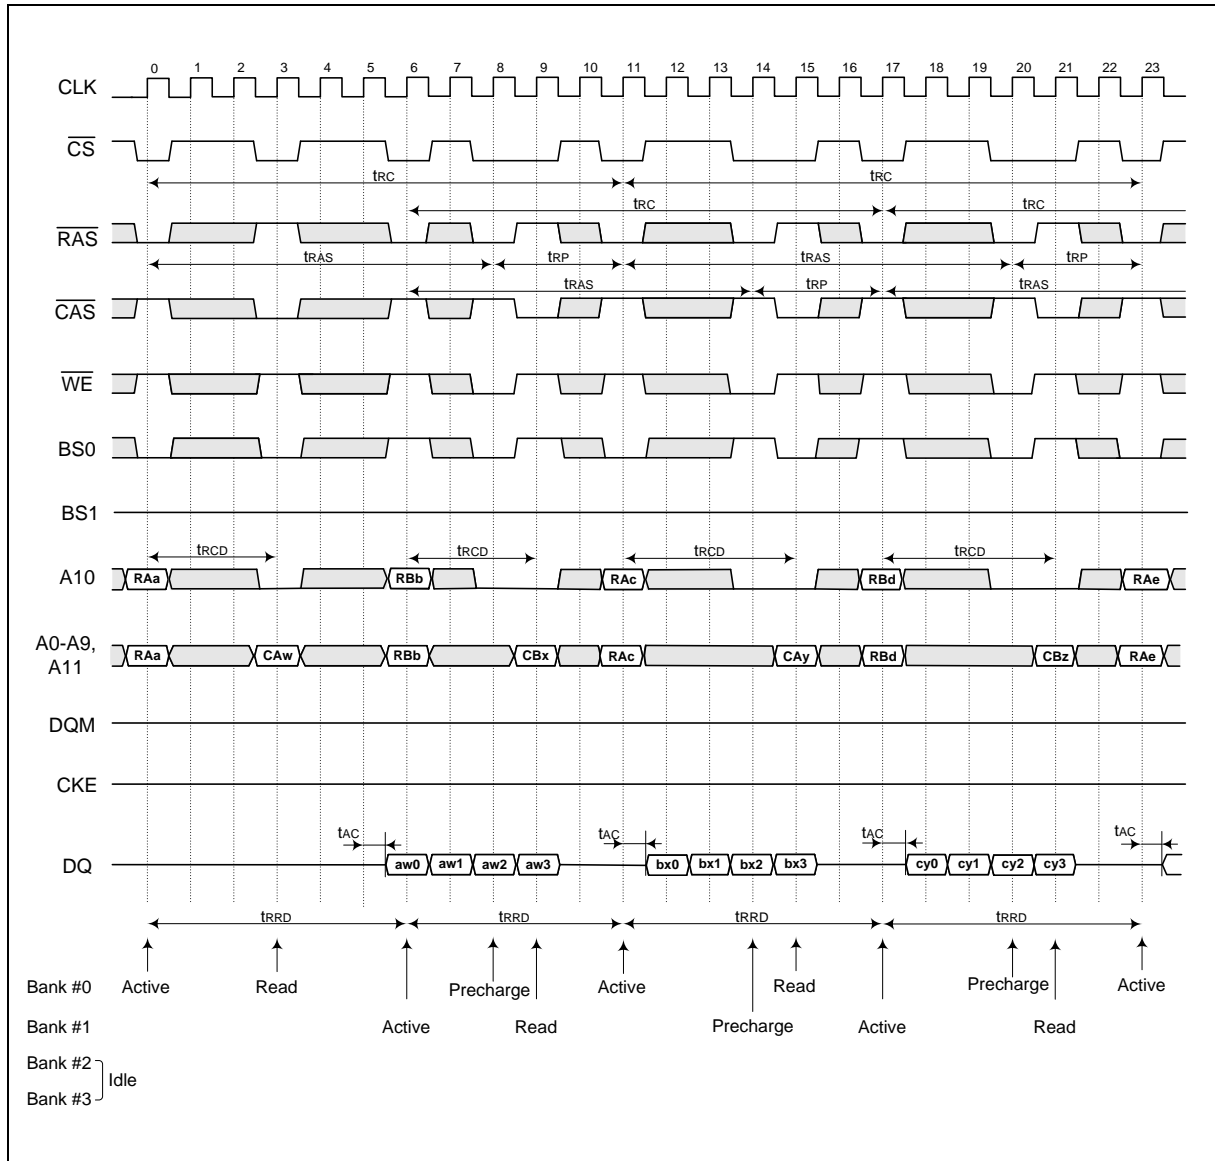 0 1 2 3 4 5 6 7 8 9 10 11 12 13 14 15 16 17 18 19 20 21 22 23
CLK
CS
tRC tRC
tRC tRC
RAS
tRAS tRP tRAS tRP
tRAS tRP tRAS
CAS
WE
BS0
BS1
tRCD tRCD tRCD tRCD
A10 RAa RBb RAc RBd RAe
A0-A9,
A11
RAa CAw RBb CBx RAc CAy RBd CBz RAe
DQM
CKE
tAC tAC tAC tAC
DQ aw0 aw1 aw2 aw3 bx0 bx1 bx2 bx3 cy0 cy1 cy2 cy3
tRRD tRRD tRRD tRRD
Bank #0 Active Read Precharge Active Read Precharge Active
Bank #1 Active Read Precharge Active Read
Bank #2
Idle
Bank #3